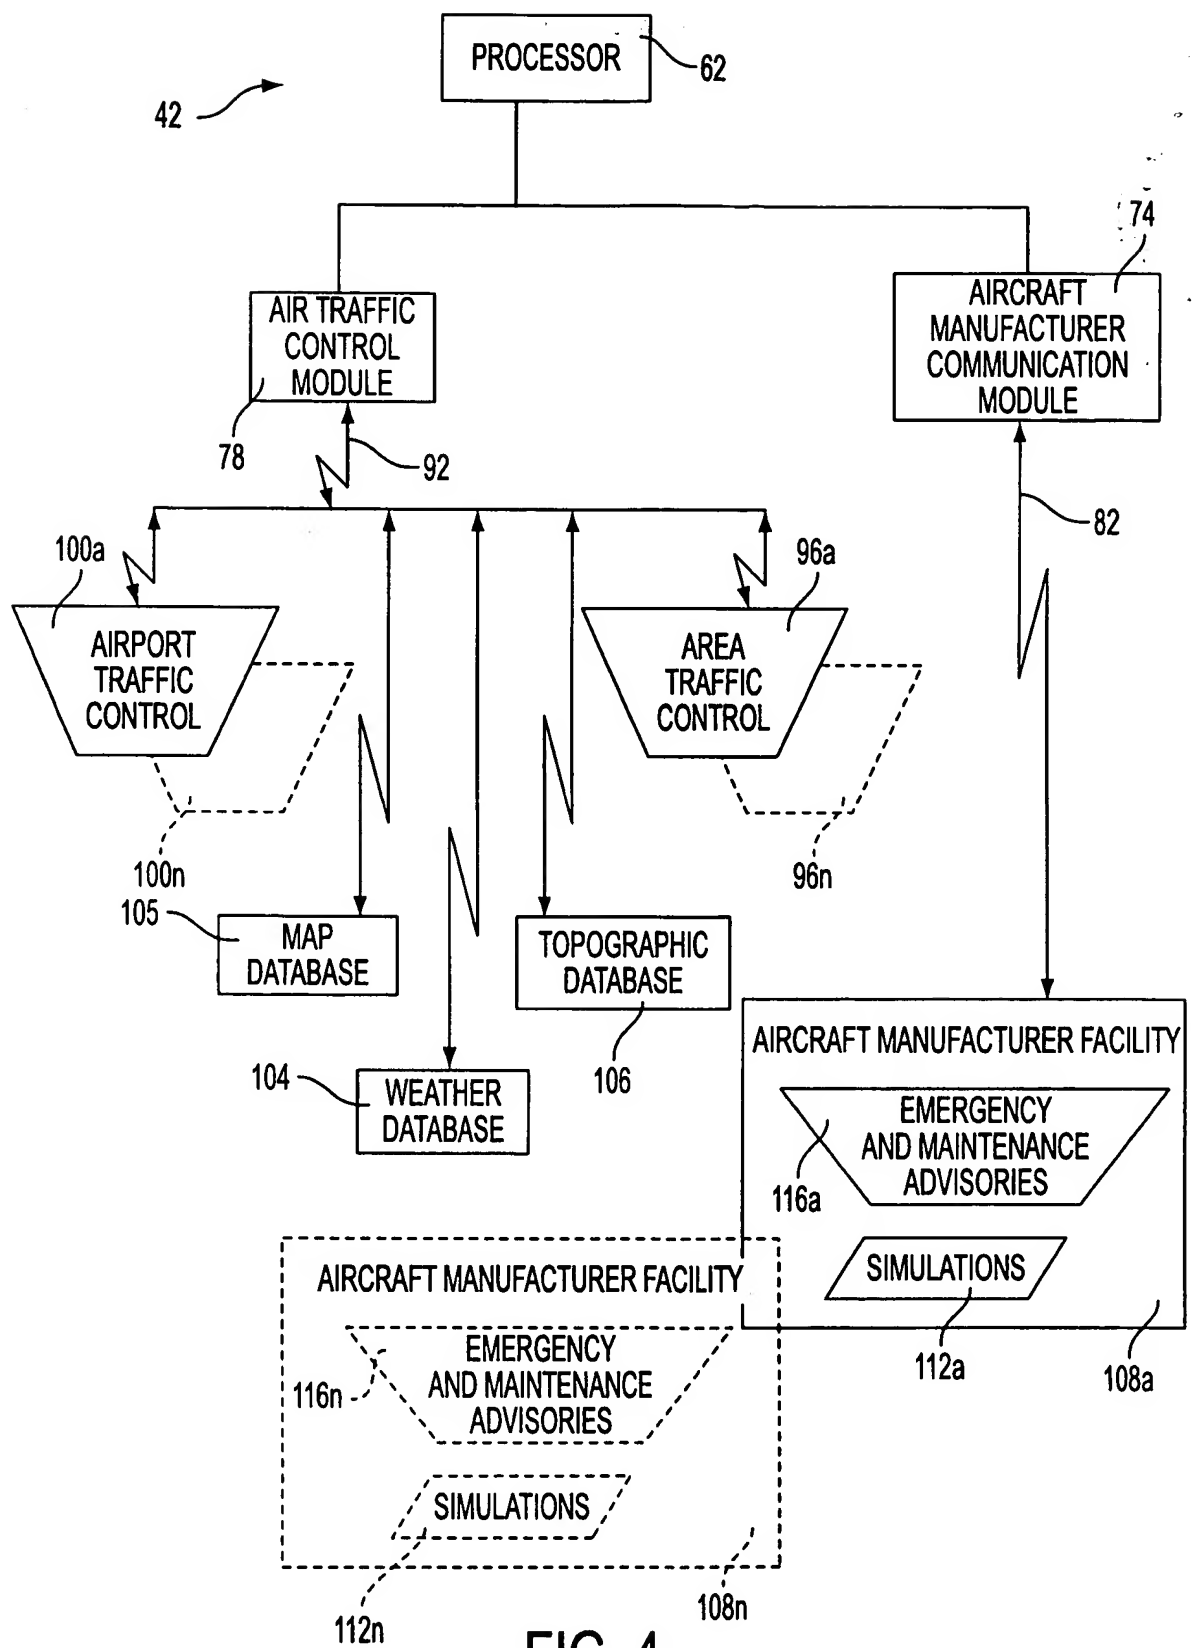 PROCESSOR
62
42
74
AIR TRAFFIC
CONTROL
MODULE
AIRCRAFT
MANUFACTURER
COMMUNICATION
MODULE
78
92
82
100a
96a
AIRPORT
TRAFFIC
CONTROL
AREA
TRAFFIC
CONTROL
100n
96n
105
MAP
DATABASE
TOPOGRAPHIC
DATABASE
106
104
WEATHER
DATABASE
AIRCRAFT MANUFACTURER FACILITY
EMERGENCY
AND MAINTENANCE
ADVISORIES
116a
SIMULATIONS
112a
108a
AIRCRAFT MANUFACTURER FACILITY
EMERGENCY
AND MAINTENANCE
ADVISORIES
116n
SIMULATIONS
112n
108n
FIG. 4